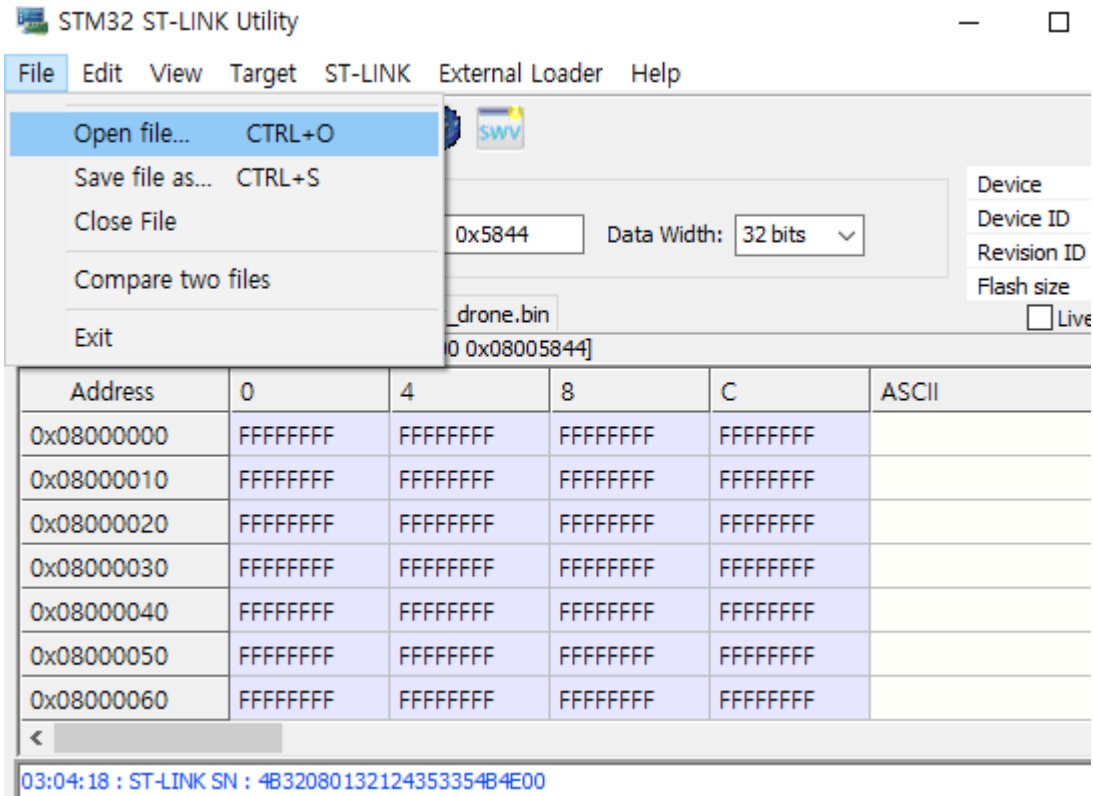 STM32 ST-LINK Utility
File Edit View Target ST-LINK External Loader Help
Open file... CTRL+O
Save file as... CTRL+S
Close File
Compare two files
Exit
SWV
0x5844 Data Width: 32 bits
Device
Device ID
Revision ID
Flash size
Live
_drone.bin
0 0x08005844]
Address 0 4 8 C ASCII
0x08000000 FFFFFFFF FFFFFFFF FFFFFFFF FFFFFFFF
0x08000010 FFFFFFFF FFFFFFFF FFFFFFFF FFFFFFFF
0x08000020 FFFFFFFF FFFFFFFF FFFFFFFF FFFFFFFF
0x08000030 FFFFFFFF FFFFFFFF FFFFFFFF FFFFFFFF
0x08000040 FFFFFFFF FFFFFFFF FFFFFFFF FFFFFFFF
0x08000050 FFFFFFFF FFFFFFFF FFFFFFFF FFFFFFFF
0x08000060 FFFFFFFF FFFFFFFF FFFFFFFF FFFFFFFF
03:04:18 : ST-LINK SN : 4B32080132124353354B4E00